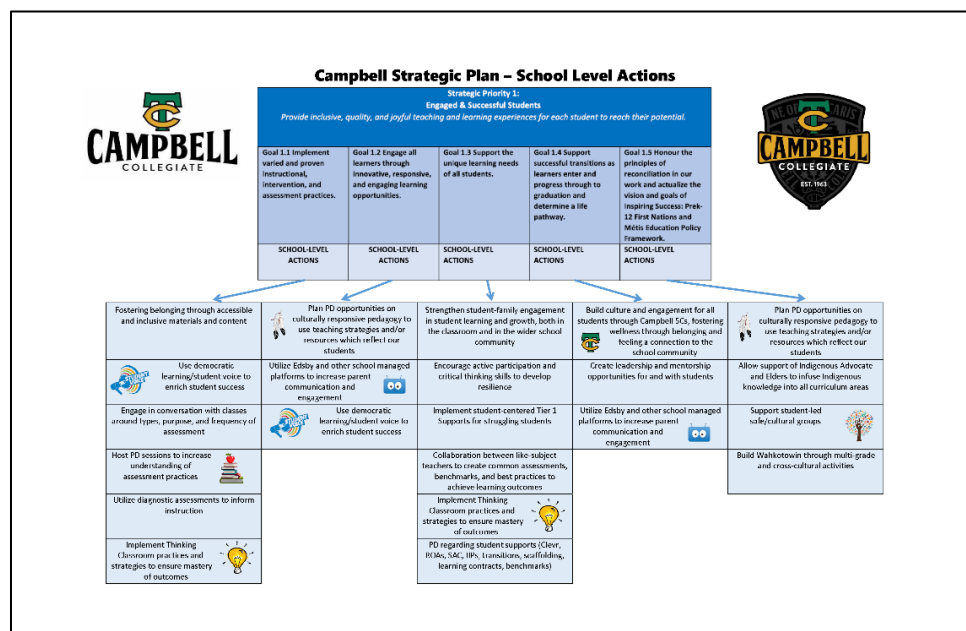 Campbell Strategic Plan – School Level Actions
TC
CAMPBELL
COLLEGIATE
Strategic Priority 1:
Engaged & Successful Students
Provide inclusive, quality, and joyful teaching and learning experiences for each student to reach their potential.
CAMPBELL
COLLEGIATE
EST. 1963
Goal 1.1 Implement
varied and proven
instructional,
intervention, and
assessment practices.
Goal 1.2 Engage all
learners through
innovative, responsive,
and engaging learning
opportunities.
Goal 1.3 Support the
unique learning needs
of all students.
Goal 1.4 Support
successful transitions as
learners enter and
progress through to
graduation and
determine a life
pathway.
Goal 1.5 Honour the
principles of
reconciliation in our
work and actualize the
vision and goals of
Inspiring Success: Prek-
12 First Nations and
Métis Education Policy
Framework.
SCHOOL-LEVEL
ACTIONS
SCHOOL-LEVEL
ACTIONS
SCHOOL-LEVEL
ACTIONS
SCHOOL-LEVEL
ACTIONS
SCHOOL-LEVEL
ACTIONS
Fostering belonging through accessible
and inclusive materials and content
Use democratic
learning/student voice to
enrich student success
Engage in conversation with classes
around types, purpose, and frequency of
assessment
Host PD sessions to increase
understanding of
assessment practices
Utilize diagnostic assessments to inform
instruction
Implement Thinking
Classroom practices and
strategies to ensure mastery
of outcomes
Plan PD opportunities on
culturally responsive pedagogy to
use teaching strategies and/or
resources which reflect our
students
Utilize Edsby and other school managed
platforms to increase parent
communication and
engagement
Use democratic
learning/student voice to
enrich student success
Strengthen student-family engagement
in student learning and growth, both in
the classroom and in the wider school
community
Encourage active participation and
critical thinking skills to develop
resilience
Implement student-centered Tier 1
Supports for struggling students
Collaboration between like-subject
teachers to create common assessments,
benchmarks, and best practices to
achieve learning outcomes
Implement Thinking
Classroom practices and
strategies to ensure mastery
of outcomes
PD regarding student supports (Clevr,
ROAs, SAC, IIPs, transitions, scaffolding,
learning contracts, benchmarks)
Build culture and engagement for all
students through Campbell 5Cs, fostering
wellness through belonging and
feeling a connection to the
school community
Create leadership and mentorship
opportunities for and with students
Utilize Edsby and other school managed
platforms to increase parent
communication and
engagement
Plan PD opportunities on
culturally responsive pedagogy to
use teaching strategies and/or
resources which reflect our
students
Allow support of Indigenous Advocate
and Elders to infuse Indigenous
knowledge into all curriculum areas
Support student-led
safe/cultural groups
Build Wahkotowin through multi-grade
and cross-cultural activities